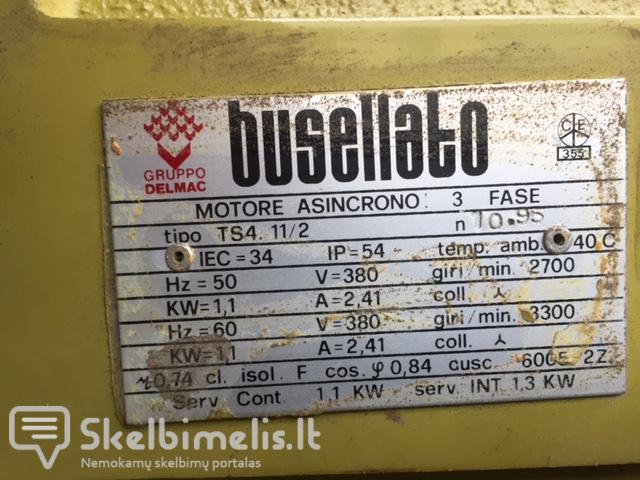 GRUPPO
DELMAC
busellato
CE
355
MOTORE ASINCRONO: 3 FASE
tipo TS4. 11/2 n 10.95
IEC = 34 IP = 54 temp. amb. 40 C
Hz = 50 V = 380 giri/min. 2700
KW = 1,1 A = 2,41 coll. ⅄
Hz = 60 V = 380 giri/min. 3300
KW = 1,1 A = 2,41 coll. ⅄
η 0,74 cl. isol. F cos. φ 0,84 cusc 6005 2Z
Serv Cont 1,1 KW serv. INT 1,3 KW
Skelbimelis.lt
Nemokamų skelbimų portalas